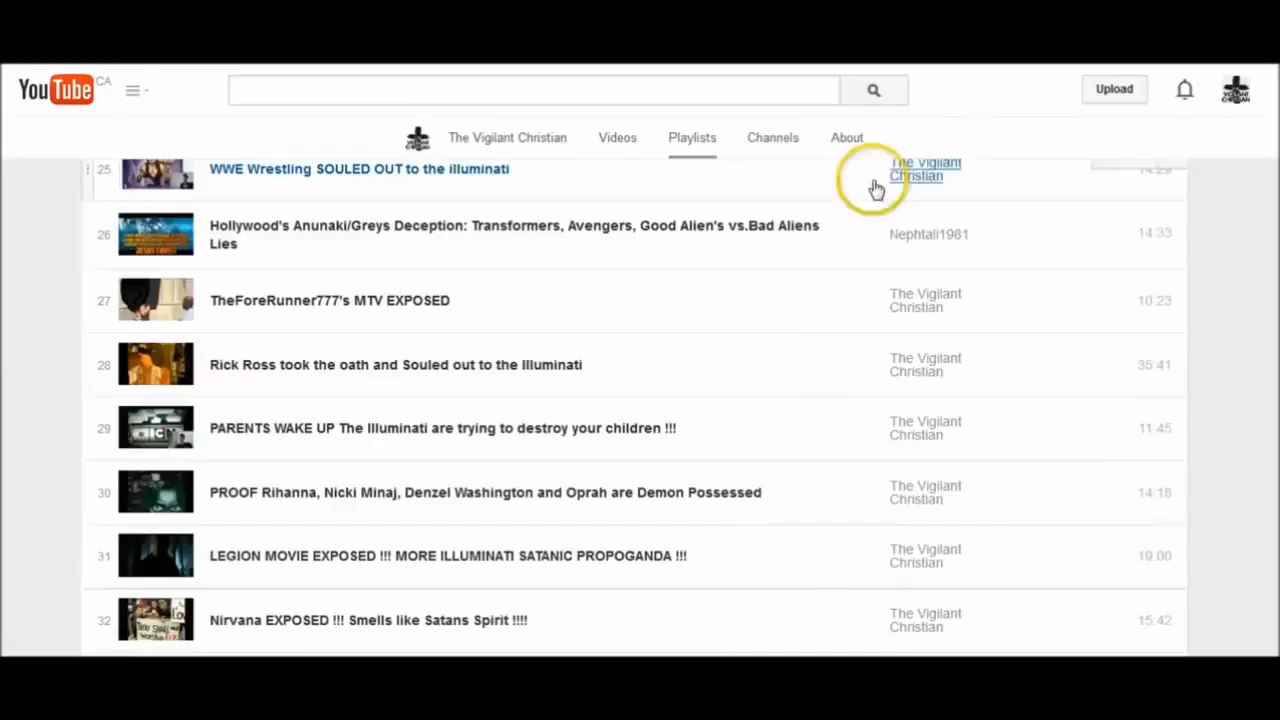 YouTube CA
Upload
The Vigilant Christian Videos Playlists Channels About
25 WWE Wrestling SOULED OUT to the illuminati The Vigilant Christian 14:29
26 Hollywood's Anunaki/Greys Deception: Transformers, Avengers, Good Alien's vs.Bad Aliens
Lies
Nephtali1981 14:33
27 TheForeRunner777's MTV EXPOSED The Vigilant
Christian 10:23
28 Rick Ross took the oath and Souled out to the Illuminati The Vigilant
Christian 35:41
29 PARENTS WAKE UP The Illuminati are trying to destroy your children !!! The Vigilant
Christian 11:45
30 PROOF Rihanna, Nicki Minaj, Denzel Washington and Oprah are Demon Possessed The Vigilant
Christian 14:18
31 LEGION MOVIE EXPOSED !!! MORE ILLUMINATI SATANIC PROPOGANDA !!! The Vigilant
Christian 19:00
32 Nirvana EXPOSED !!! Smells like Satans Spirit !!!! The Vigilant
Christian 15:42